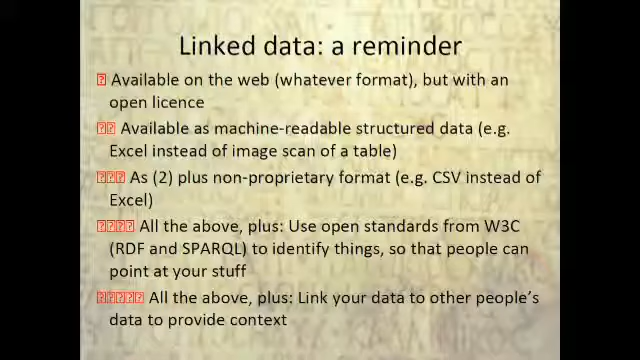 Linked data: a reminder
⍰ Available on the web (whatever format), but with an
open licence
⍰⍰ Available as machine-readable structured data (e.g.
Excel instead of image scan of a table)
⍰⍰⍰ As (2) plus non-proprietary format (e.g. CSV instead of
Excel)
⍰⍰⍰⍰ All the above, plus: Use open standards from W3C
(RDF and SPARQL) to identify things, so that people can
point at your stuff
⍰⍰⍰⍰⍰ All the above, plus: Link your data to other people's
data to provide context